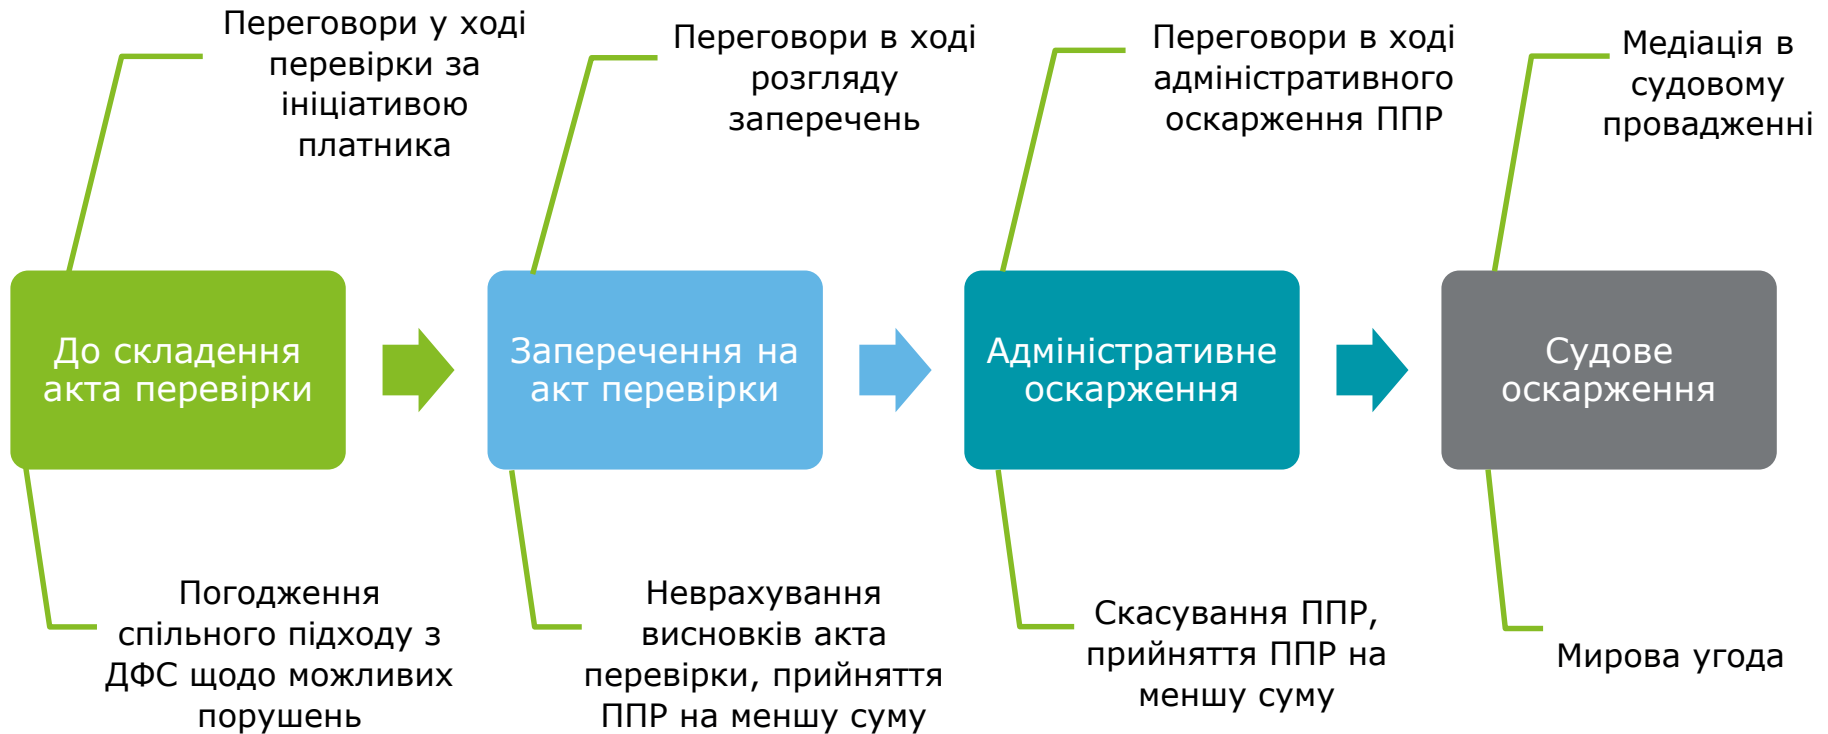 Переговори у ході
перевірки за
ініціативою
платника
Переговори в ході
розгляду
заперечень
Переговори в ході
адміністративного
оскарження ППР
Медіація в
судовому
провадженні
До складення
акта перевірки
Заперечення на
акт перевірки
Адміністративне
оскарження
Судове
оскарження
Погодження
спільного підходу з
ДФС щодо можливих
порушень
Неврахування
висновків акта
перевірки, прийняття
ППР на меншу суму
Скасування ППР,
прийняття ППР на
меншу суму
Мирова угода